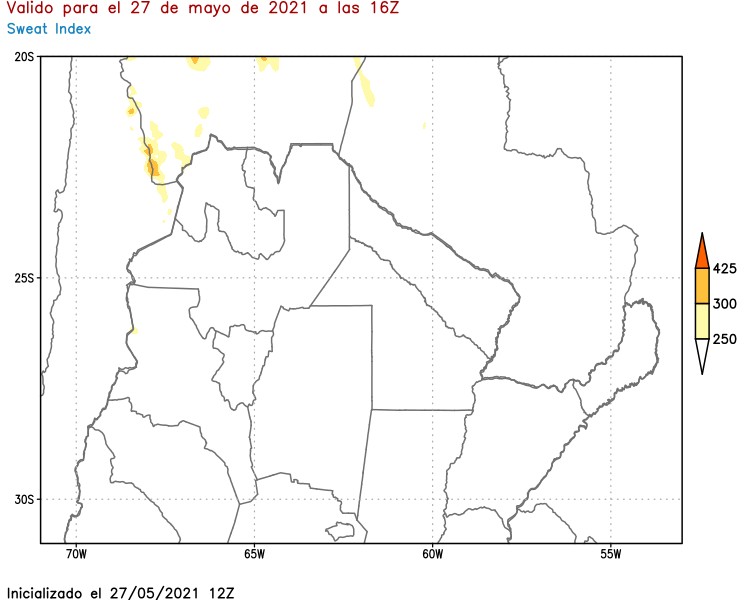 Valido para el 27 de mayo de 2021 a las 16Z
Sweat Index
20S
25S
30S
70W 65W 60W 55W
425
300
250
Inicializado el 27/05/2021 12Z